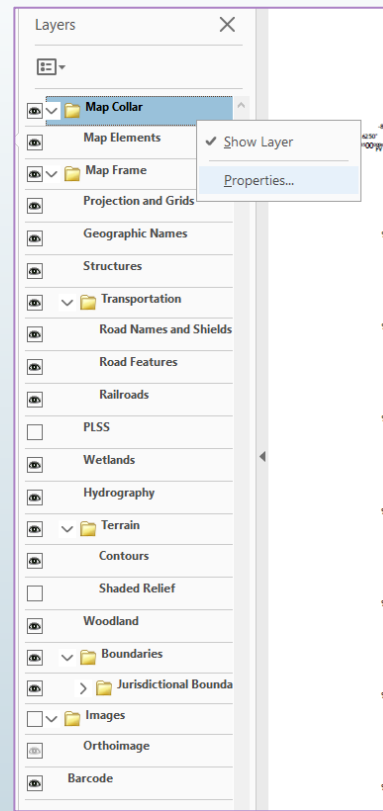 Layers
Map Collar
Map Elements
Show Layer
Properties...
Map Frame
Projection and Grids
Geographic Names
Structures
Transportation
Road Names and Shields
Road Features
Railroads
PLSS
Wetlands
Hydrography
Terrain
Contours
Shaded Relief
Woodland
Boundaries
Jurisdictional Bounda
Images
Orthoimage
Barcode